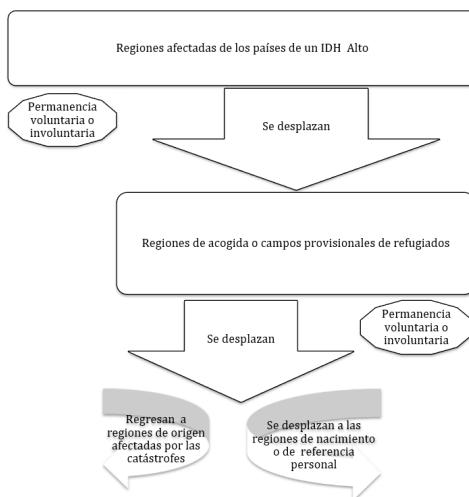 Regiones afectadas de los países de un IDH  Alto
Permanencia
voluntaria o
involuntaria
Se desplazan
Regiones de acogida o campos provisionales de refugiados
Permanencia
voluntaria o
involuntaria
Se desplazan
Regresan  a
regiones de origen
afectadas por las
catástrofes
Se desplazan a las
regiones de nacimiento
o de referencia
personal